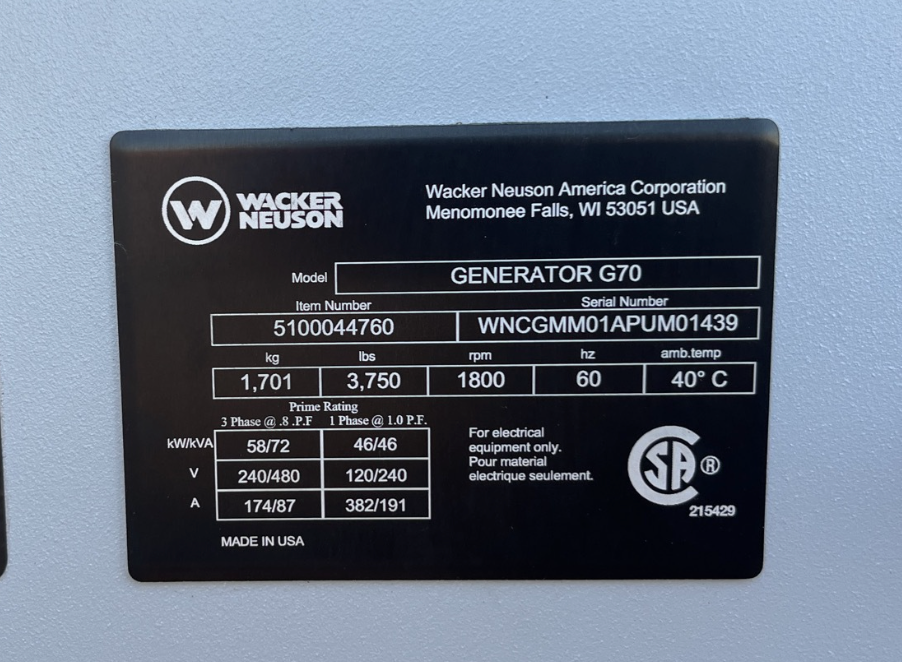 W WACKER
NEUSON
Wacker Neuson America Corporation
Menomonee Falls, WI 53051 USA
Model GENERATOR G70
Item Number Serial Number
5100044760 WNCGMM01APUM01439
kg lbs rpm hz amb.temp
1,701 3,750 1800 60 40° C
Prime Rating
3 Phase @ .8 .P.F 1 Phase @ 1.0 P.F.
kW/kVA 58/72 46/46
V 240/480 120/240
A 174/87 382/191
For electrical
equipment only.
Pour material
electrique seulement.
CSA ®
215429
MADE IN USA